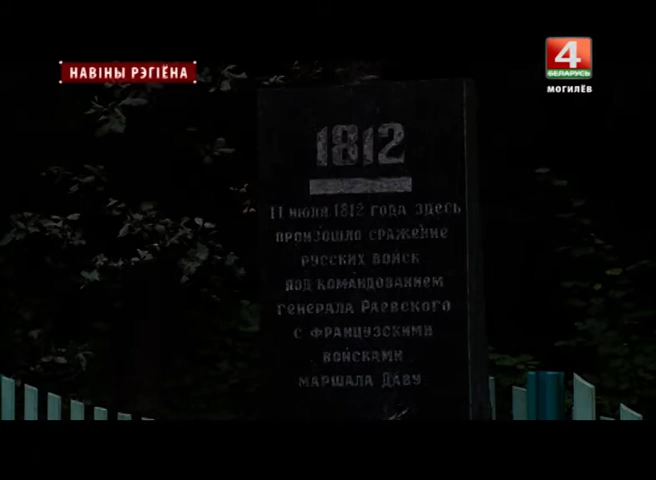 НАВІНЫ РЭГІЁНА
4
БЕЛАРУСЬ
МОГИЛЁВ
1812
11 июля 1812 года здесь
произошло сражение
русских войск
под командованием
генерала Раевского
с французскими
войсками
маршала Даву